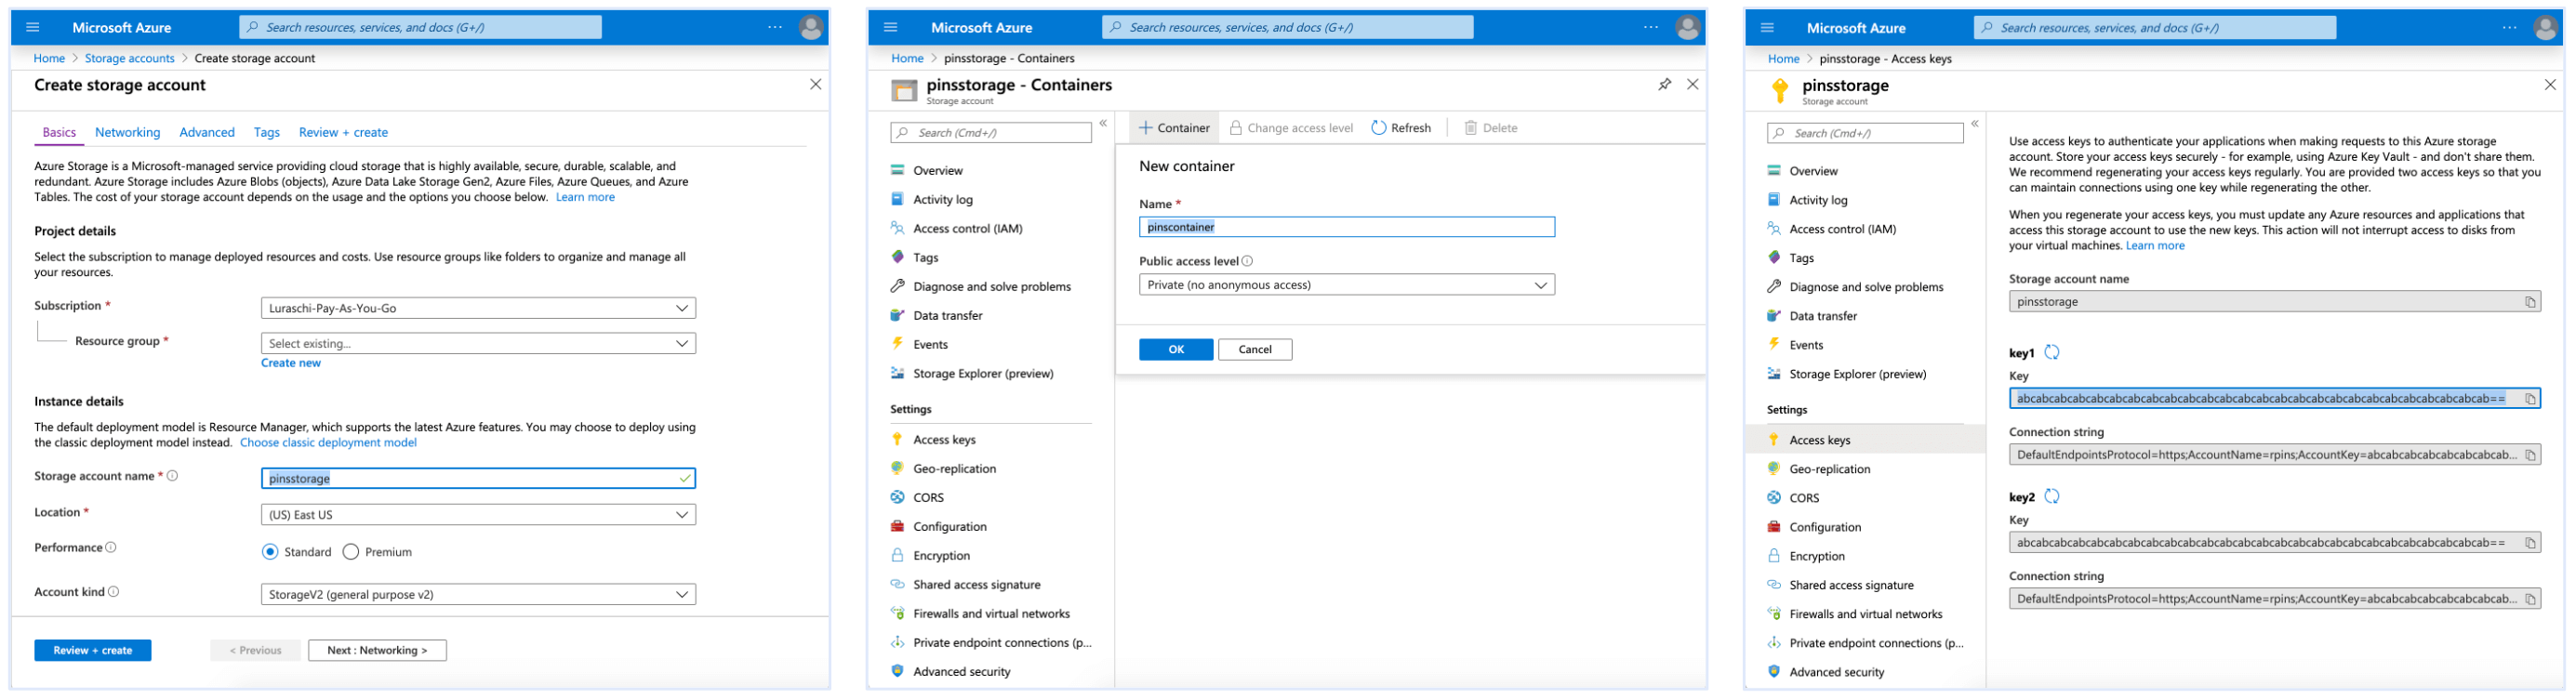 Microsoft Azure
Search resources, services, and docs (G+/)
...
Home > Storage accounts > Create storage account
Create storage account
Basics Networking Advanced Tags Review + create
Azure Storage is a Microsoft-managed service providing cloud storage that is highly available, secure, durable, scalable, and
redundant. Azure Storage includes Azure Blobs (objects), Azure Data Lake Storage Gen2, Azure Files, Azure Queues, and Azure
Tables. The cost of your storage account depends on the usage and the options you choose below. Learn more
Project details
Select the subscription to manage deployed resources and costs. Use resource groups like folders to organize and manage all
your resources.
Subscription *
Luraschi-Pay-As-You-Go
Resource group *
Select existing...
Create new
Instance details
The default deployment model is Resource Manager, which supports the latest Azure features. You may choose to deploy using
the classic deployment model instead. Choose classic deployment model
Storage account name *
pinsstorage
Location *
(US) East US
Performance
Standard Premium
Account kind
StorageV2 (general purpose v2)
Review + create
< Previous
Next : Networking >
Microsoft Azure
Search resources, services, and docs (G+/)
...
Home > pinsstorage - Containers
pinsstorage - Containers
Storage account
Search (Cmd+/)
«
Overview
Activity log
Access control (IAM)
Tags
Diagnose and solve problems
Data transfer
Events
Storage Explorer (preview)
Settings
Access keys
Geo-replication
CORS
Configuration
Encryption
Shared access signature
Firewalls and virtual networks
Private endpoint connections (p...
Advanced security
+ Container Change access level Refresh Delete
New container
Name *
pinscontainer
Public access level
Private (no anonymous access)
OK Cancel
Microsoft Azure
Search resources, services, and docs (G+/)
...
Home > pinsstorage - Access keys
pinsstorage
Storage account
Search (Cmd+/)
«
Overview
Activity log
Access control (IAM)
Tags
Diagnose and solve problems
Data transfer
Events
Storage Explorer (preview)
Settings
Access keys
Geo-replication
CORS
Configuration
Encryption
Shared access signature
Firewalls and virtual networks
Private endpoint connections (p...
Advanced security
Use access keys to authenticate your applications when making requests to this Azure storage
account. Store your access keys securely - for example, using Azure Key Vault - and don't share them.
We recommend regenerating your access keys regularly. You are provided two access keys so that you
can maintain connections using one key while regenerating the other.
When you regenerate your access keys, you must update any Azure resources and applications that
access this storage account to use the new keys. This action will not interrupt access to disks from
your virtual machines. Learn more
Storage account name
pinsstorage
key1
Key
abcabcabcabcabcabcabcabcabcabcabcabcabcabcabcabcabcabcabcabcabcabcabcabcabcabcab==
Connection string
DefaultEndpointsProtocol=https;AccountName=rpins;AccountKey=abcabcabcabcabcabcabcab...
key2
Key
abcabcabcabcabcabcabcabcabcabcabcabcabcabcabcabcabcabcabcabcabcabcabcabcabcabcab==
Connection string
DefaultEndpointsProtocol=https;AccountName=rpins;AccountKey=abcabcabcabcabcabcabcab...